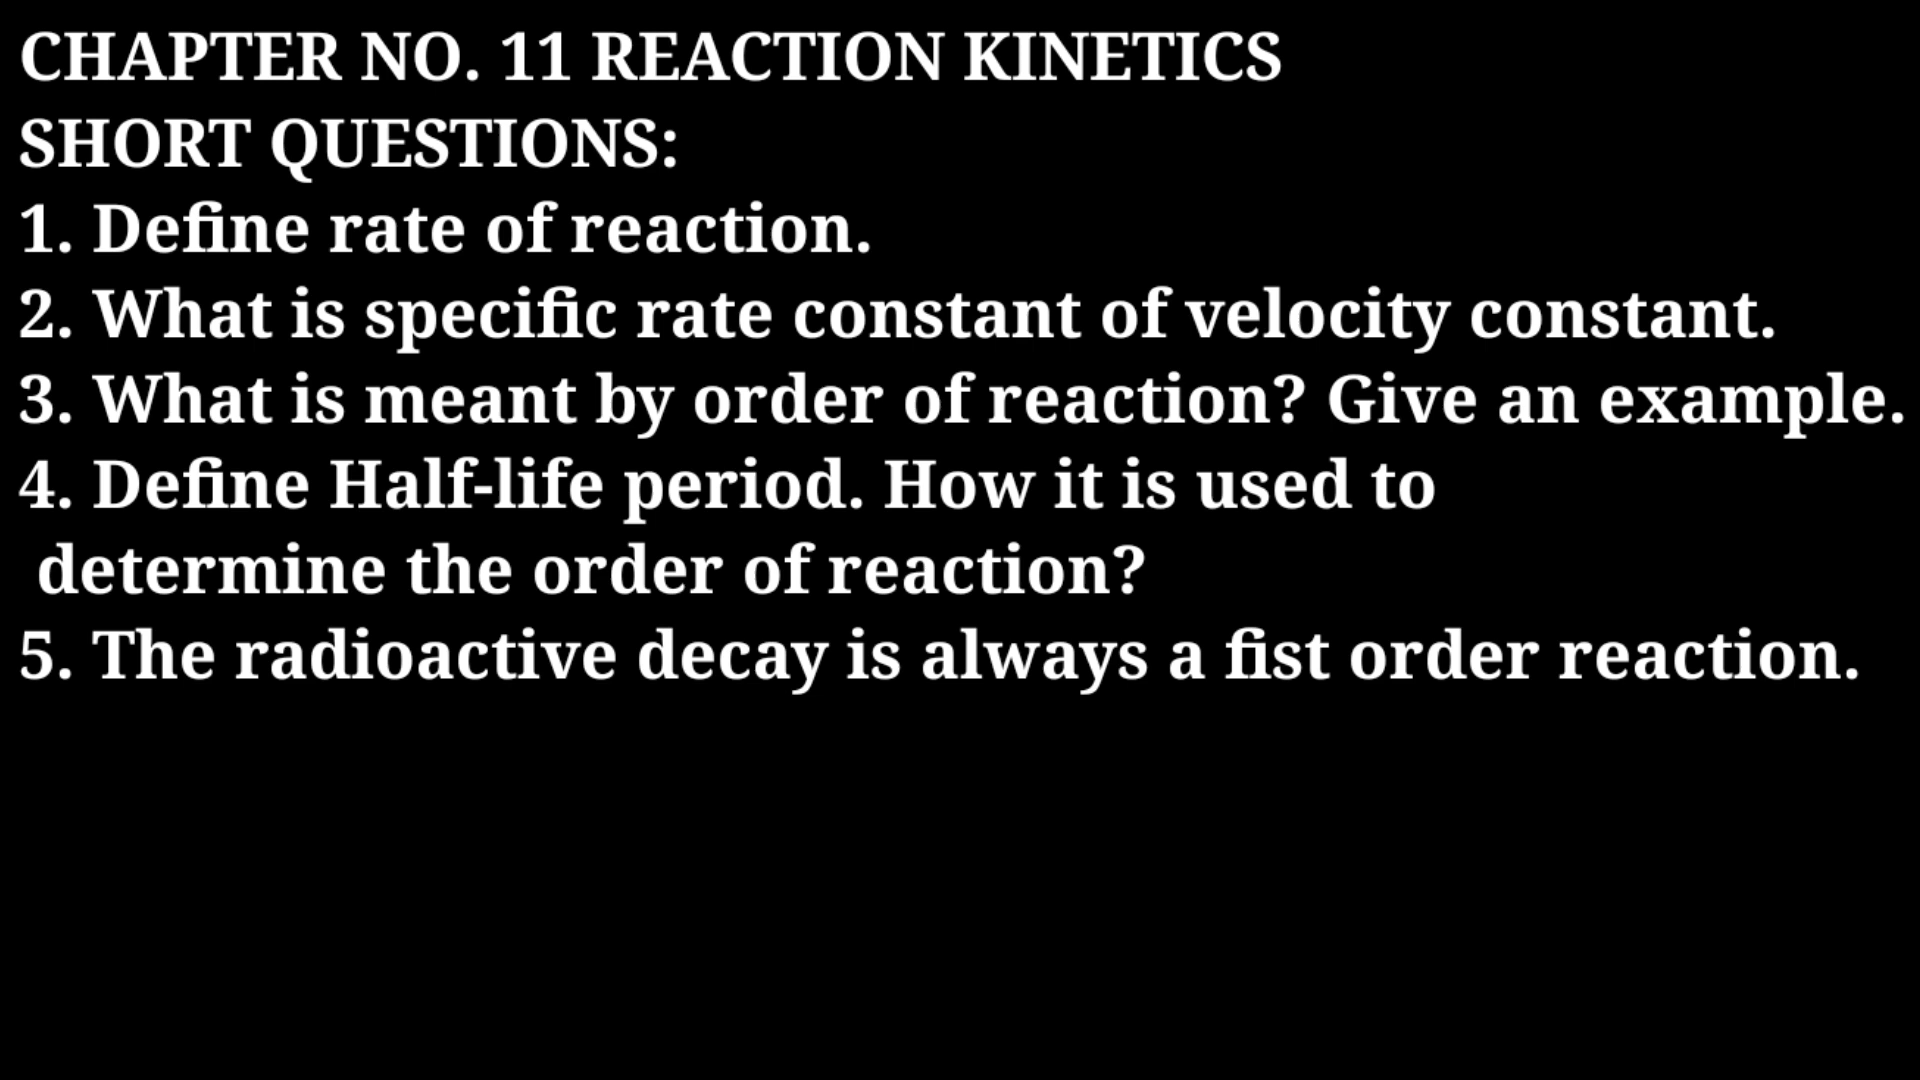 CHAPTER NO. 11 REACTION KINETICS
SHORT QUESTIONS:
1. Define rate of reaction.
2. What is specific rate constant of velocity constant.
3. What is meant by order of reaction? Give an example.
4. Define Half-life period. How it is used to
determine the order of reaction?
5. The radioactive decay is always a fist order reaction.